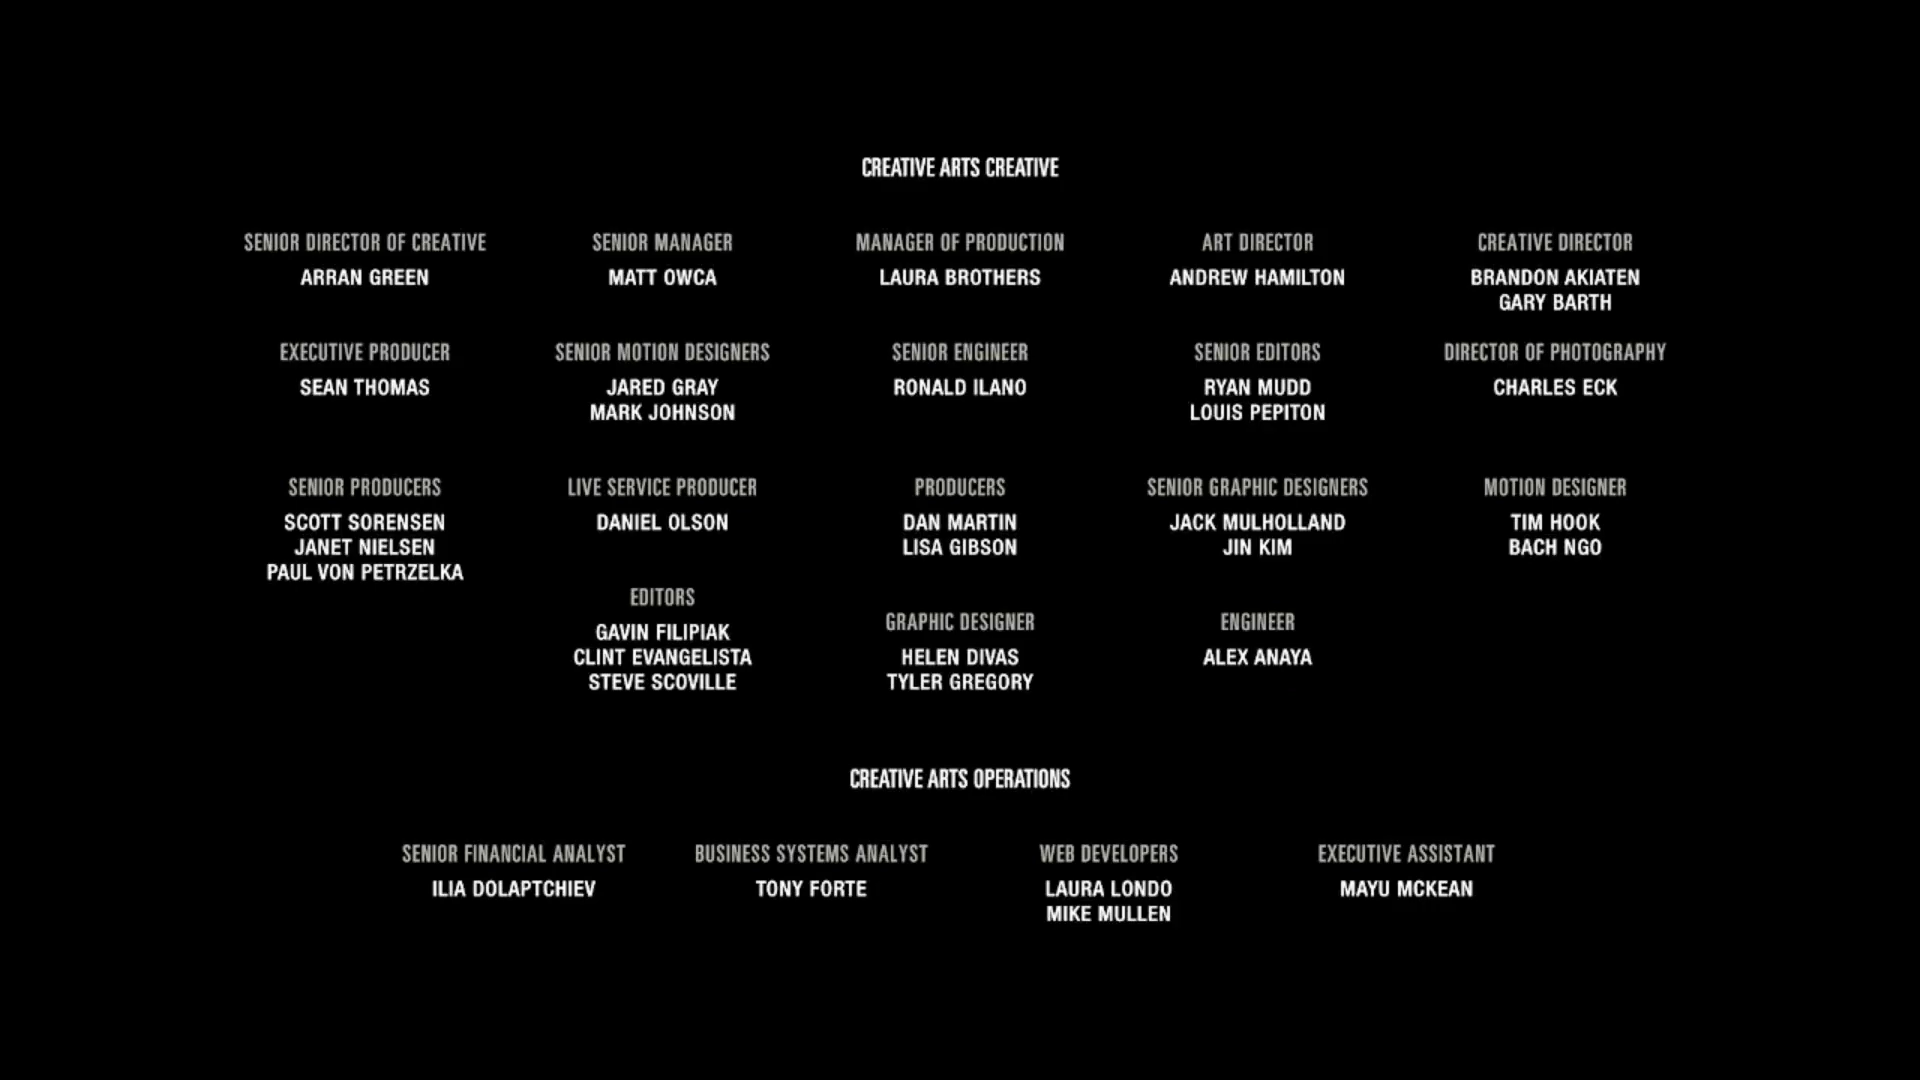 CREATIVE ARTS CREATIVE
SENIOR DIRECTOR OF CREATIVE
ARRAN GREEN
SENIOR MANAGER
MATT OWCA
MANAGER OF PRODUCTION
LAURA BROTHERS
ART DIRECTOR
ANDREW HAMILTON
CREATIVE DIRECTOR
BRANDON AKIATEN
GARY BARTH
EXECUTIVE PRODUCER
SEAN THOMAS
SENIOR MOTION DESIGNERS
JARED GRAY
MARK JOHNSON
SENIOR ENGINEER
RONALD ILANO
SENIOR EDITORS
RYAN MUDD
LOUIS PEPITON
DIRECTOR OF PHOTOGRAPHY
CHARLES ECK
SENIOR PRODUCERS
SCOTT SORENSEN
JANET NIELSEN
PAUL VON PETRZELKA
LIVE SERVICE PRODUCER
DANIEL OLSON
PRODUCERS
DAN MARTIN
LISA GIBSON
SENIOR GRAPHIC DESIGNERS
JACK MULHOLLAND
JIN KIM
MOTION DESIGNER
TIM HOOK
BACH NGO
EDITORS
GAVIN FILIPIAK
CLINT EVANGELISTA
STEVE SCOVILLE
GRAPHIC DESIGNER
HELEN DIVAS
TYLER GREGORY
ENGINEER
ALEX ANAYA
CREATIVE ARTS OPERATIONS
SENIOR FINANCIAL ANALYST
ILIA DOLAPTCHIEV
BUSINESS SYSTEMS ANALYST
TONY FORTE
WEB DEVELOPERS
LAURA LONDO
MIKE MULLEN
EXECUTIVE ASSISTANT
MAYU MCKEAN